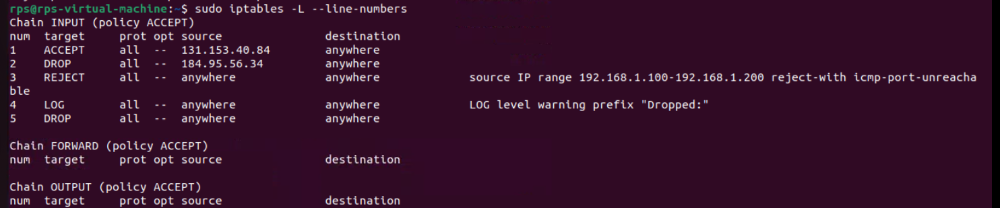 rps@rps-virtual-machine:~$ sudo iptables -L --line-numbers
Chain INPUT (policy ACCEPT)
num  target     prot opt source               destination
1    ACCEPT     all  --  131.153.40.84        anywhere
2    DROP       all  --  184.95.56.34         anywhere
3    REJECT     all  --  anywhere             anywhere             source IP range 192.168.1.100-192.168.1.200 reject-with icmp-port-unreacha
ble
4    LOG        all  --  anywhere             anywhere             LOG level warning prefix "Dropped:"
5    DROP       all  --  anywhere             anywhere
Chain FORWARD (policy ACCEPT)
num  target     prot opt source               destination
Chain OUTPUT (policy ACCEPT)
num  target     prot opt source               destination